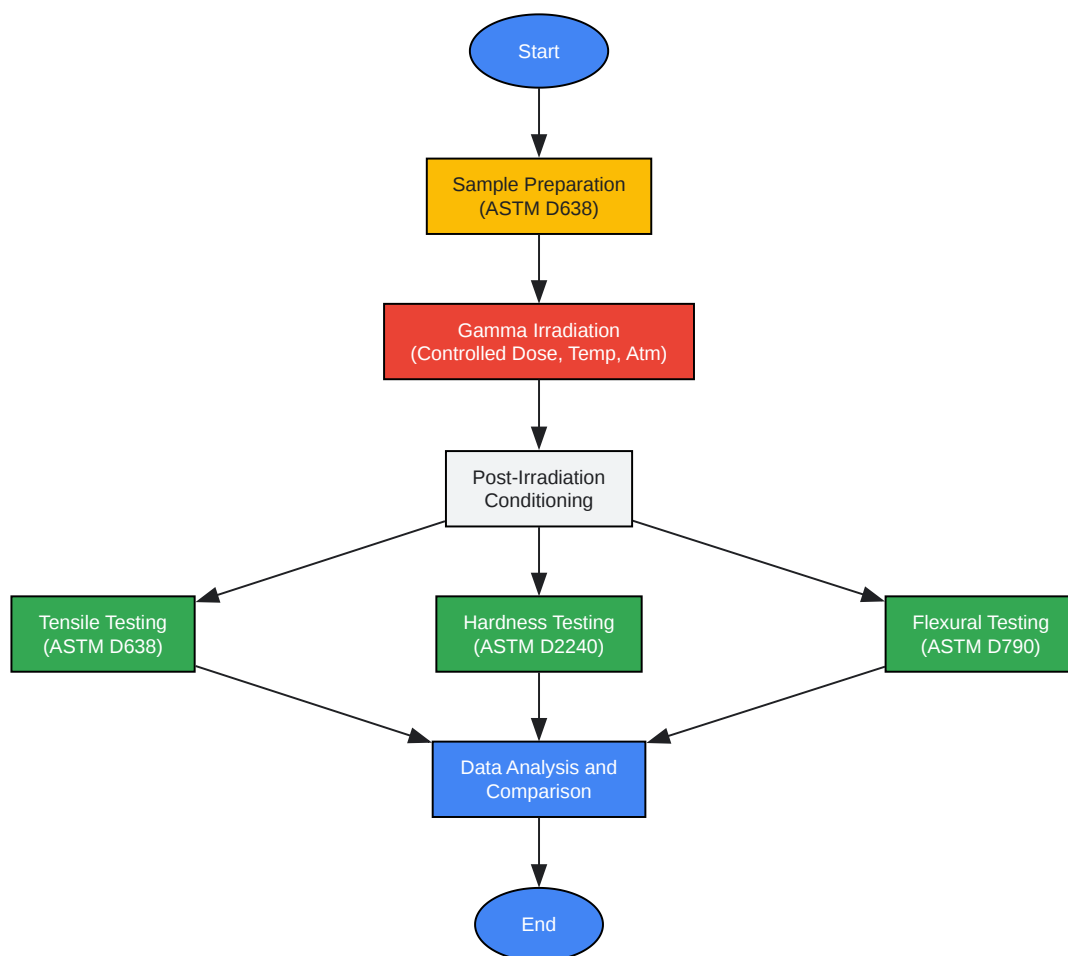 Start
Sample Preparation
(ASTM D638)
Gamma Irradiation
(Controlled Dose, Temp, Atm)
Post-Irradiation
Conditioning
Tensile Testing
(ASTM D638)
Hardness Testing
(ASTM D2240)
Flexural Testing
(ASTM D790)
Data Analysis and
Comparison
End